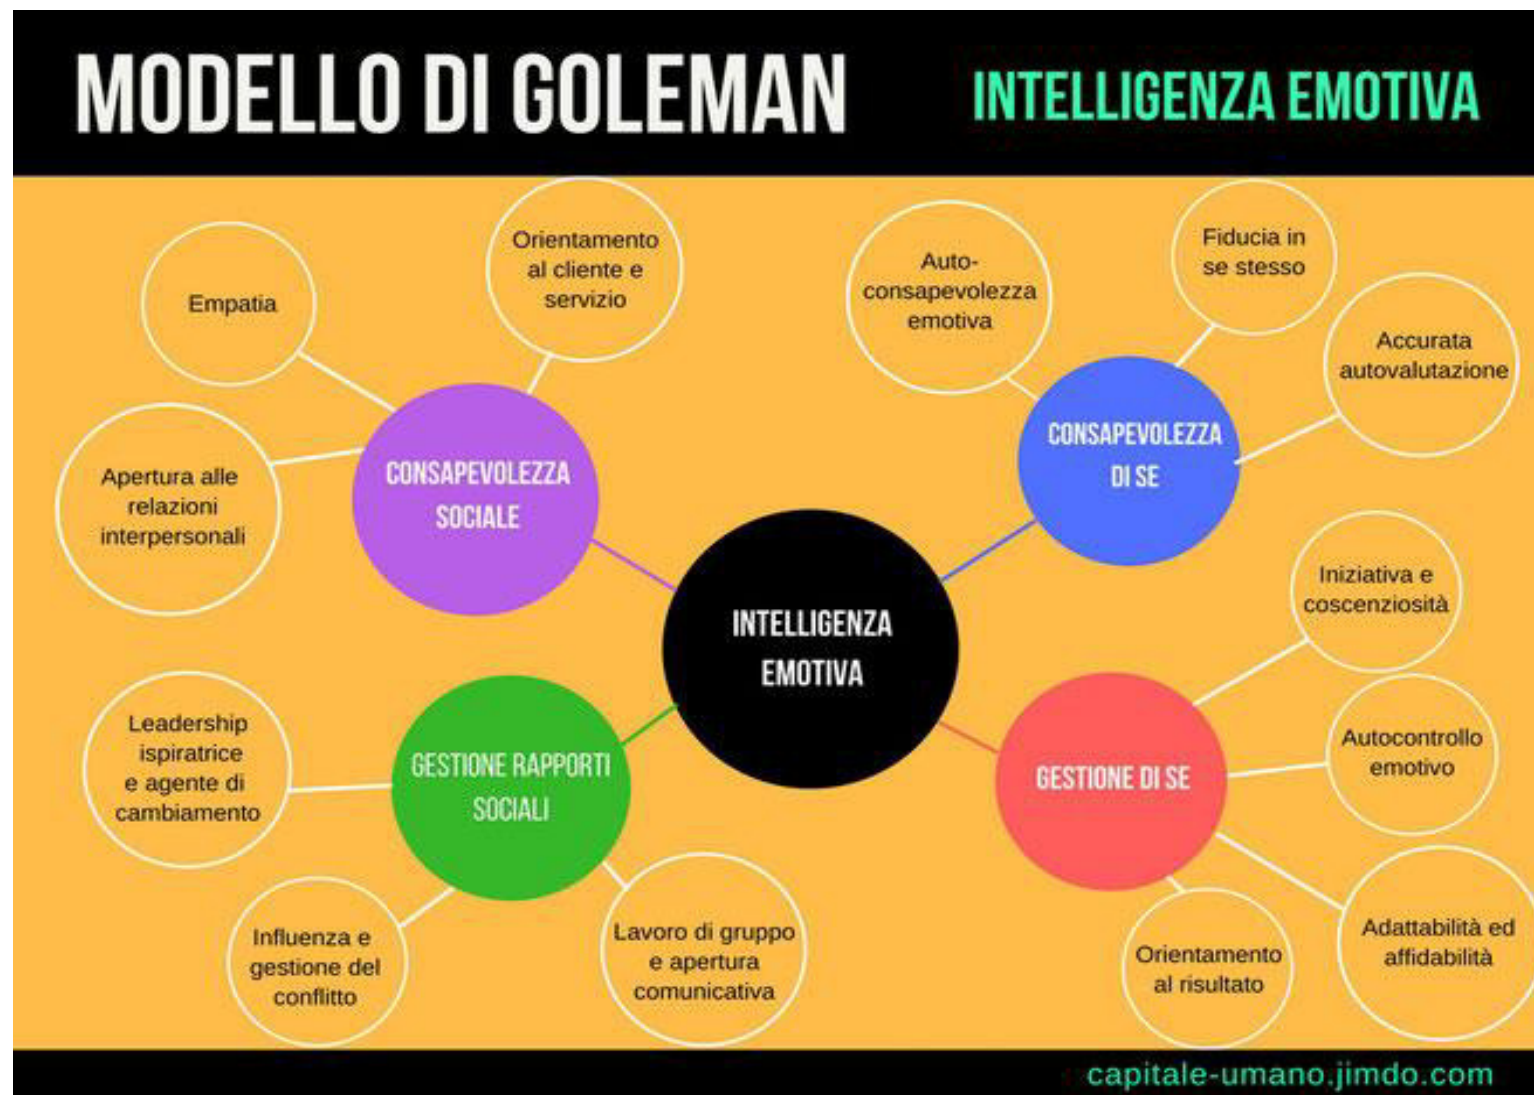 MODELLO DI GOLEMAN
INTELLIGENZA EMOTIVA
Empatia
Orientamento
al cliente e
servizio
Apertura alle
relazioni
interpersonali
CONSAPEVOLEZZA
SOCIALE
Auto-
consapevolezza
emotiva
Fiducia in
se stesso
Accurata
autovalutazione
CONSAPEVOLEZZA
DI SE
INTELLIGENZA
EMOTIVA
Leadership
ispiratrice
e agente di
cambiamento
GESTIONE RAPPORTI
SOCIALI
Influenza e
gestione del
conflitto
Lavoro di gruppo
e apertura
comunicativa
Iniziativa e
coscenziosità
GESTIONE DI SE
Autocontrollo
emotivo
Adattabilità ed
affidabilità
Orientamento
al risultato
capitale-umano.jimdo.com